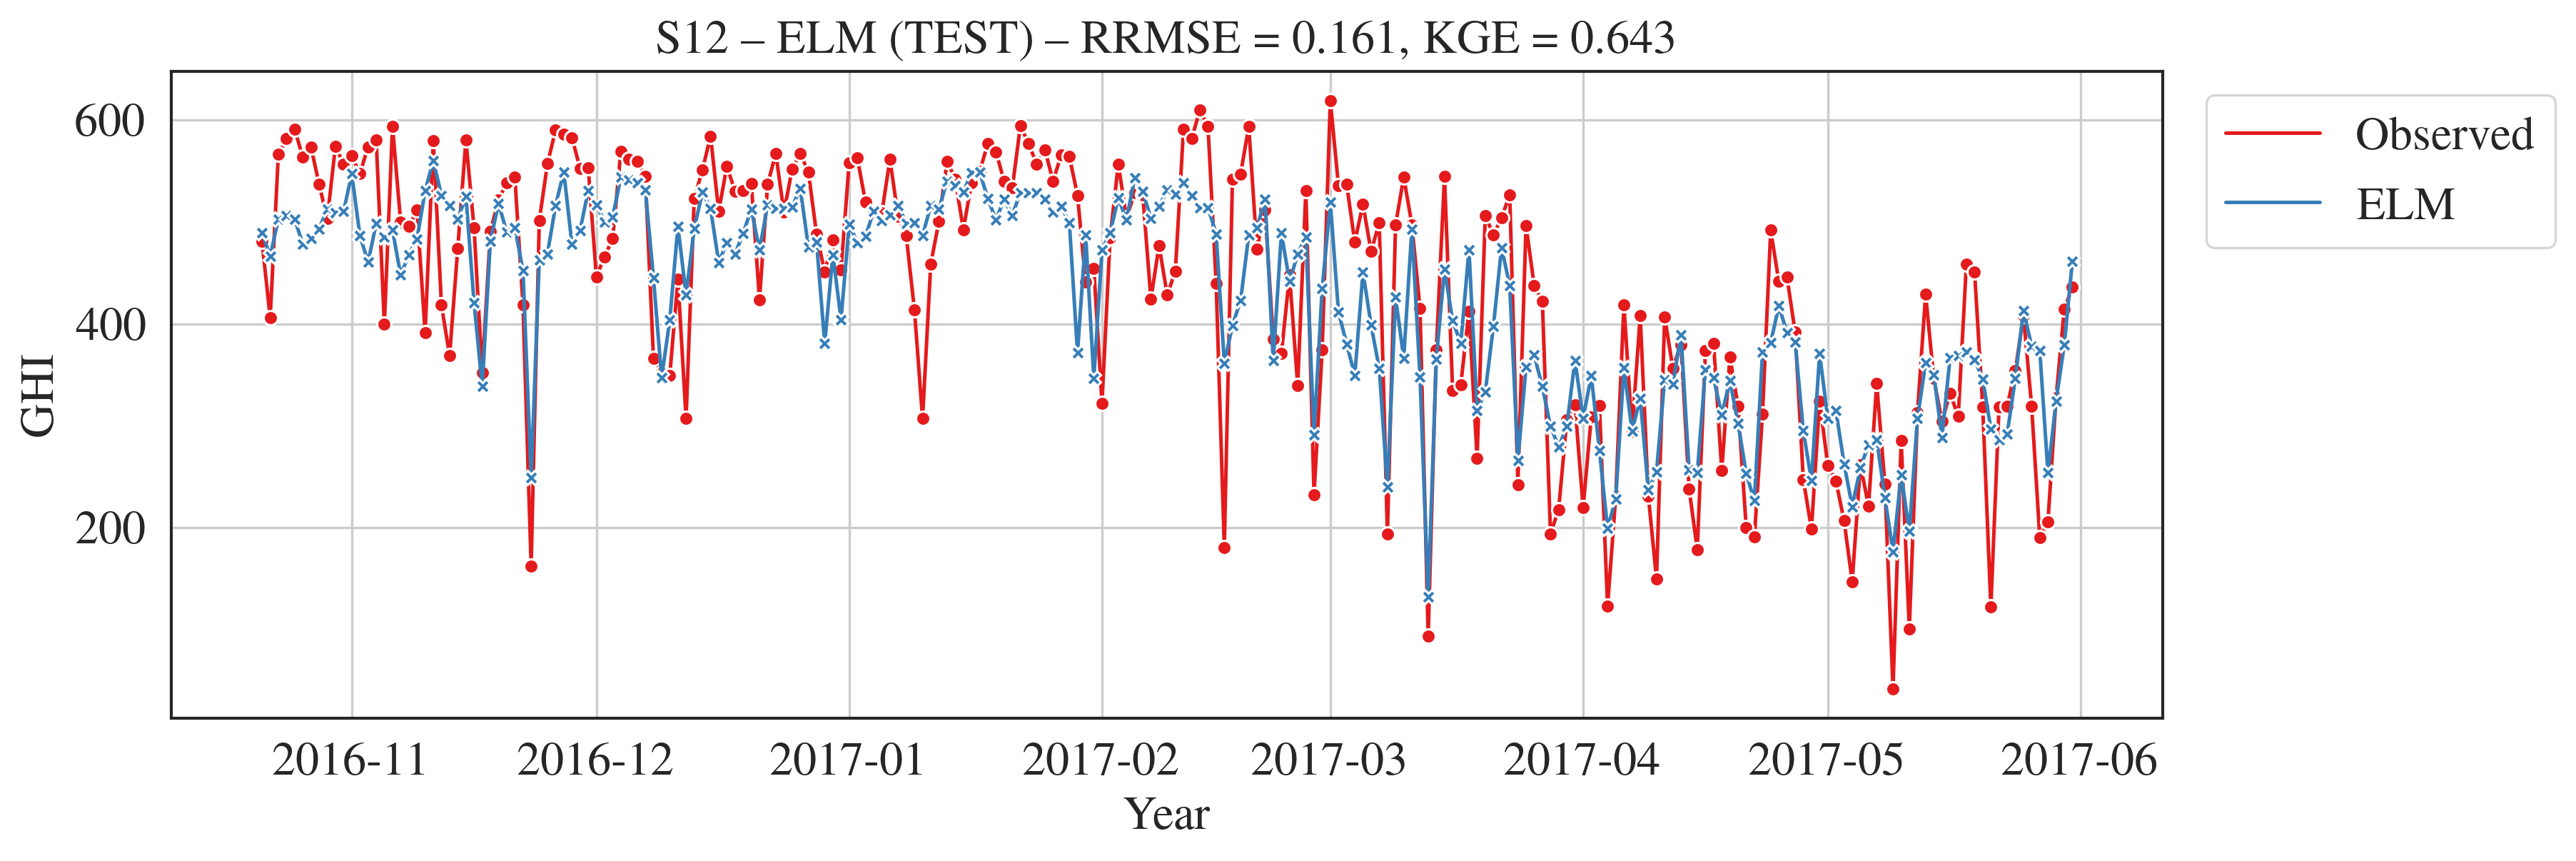 S12 – ELM (TEST) – RRMSE = 0.161, KGE = 0.643
Observed
ELM
600
400
200
GHI
2016-11 2016-12 2017-01 2017-02 2017-03 2017-04 2017-05 2017-06
Year